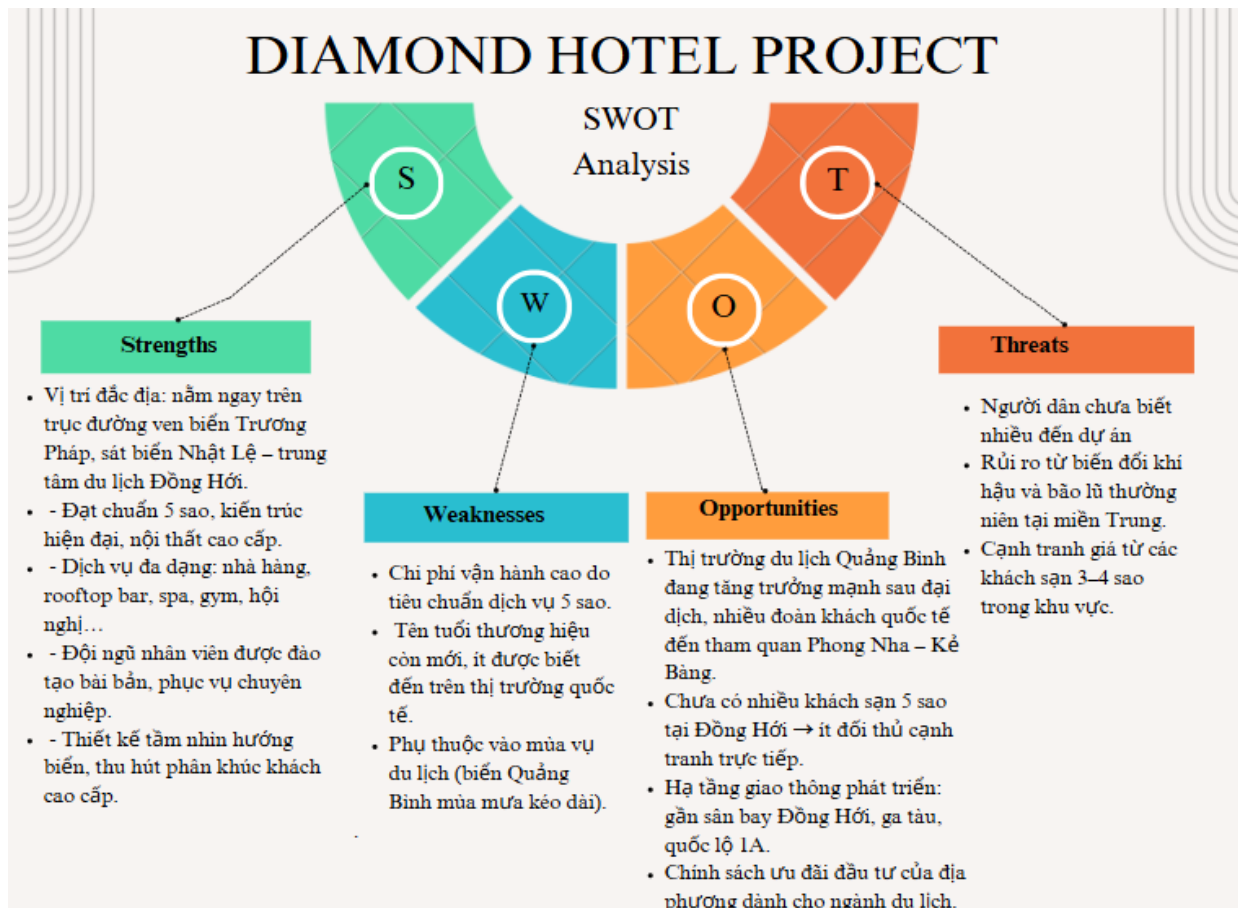 DIAMOND HOTEL PROJECT
SWOT
Analysis
S
W
O
T
Strengths
• Vị trí đắc địa: nằm ngay trên
trục đường ven biển Trương
Pháp, sát biển Nhật Lệ – trung
tâm du lịch Đồng Hới.
• - Đạt chuẩn 5 sao, kiến trúc
hiện đại, nội thất cao cấp.
• - Dịch vụ đa dạng: nhà hàng,
rooftop bar, spa, gym, hội
nghị…
• - Đội ngũ nhân viên được đào
tạo bài bản, phục vụ chuyên
nghiệp.
• - Thiết kế tầm nhìn hướng
biển, thu hút phân khúc khách
cao cấp.
Weaknesses
• Chi phí vận hành cao do
tiêu chuẩn dịch vụ 5 sao.
• Tên tuổi thương hiệu
còn mới, ít được biết
đến trên thị trường quốc
tế.
• Phụ thuộc vào mùa vụ
du lịch (biển Quảng
Bình mùa mưa kéo dài).
.
Opportunities
• Thị trường du lịch Quảng Bình
đang tăng trưởng mạnh sau đại
dịch, nhiều đoàn khách quốc tế
đến tham quan Phong Nha – Kẻ
Bàng.
• Chưa có nhiều khách sạn 5 sao
tại Đồng Hới → ít đối thủ cạnh
tranh trực tiếp.
• Hạ tầng giao thông phát triển:
gần sân bay Đồng Hới, ga tàu,
quốc lộ 1A.
• Chính sách ưu đãi đầu tư của địa
phương dành cho ngành du lịch.
Threats
• Người dân chưa biết
nhiều đến dự án
• Rủi ro từ biến đổi khí
hậu và bão lũ thường
niên tại miền Trung.
• Cạnh tranh giá từ các
khách sạn 3–4 sao
trong khu vực.